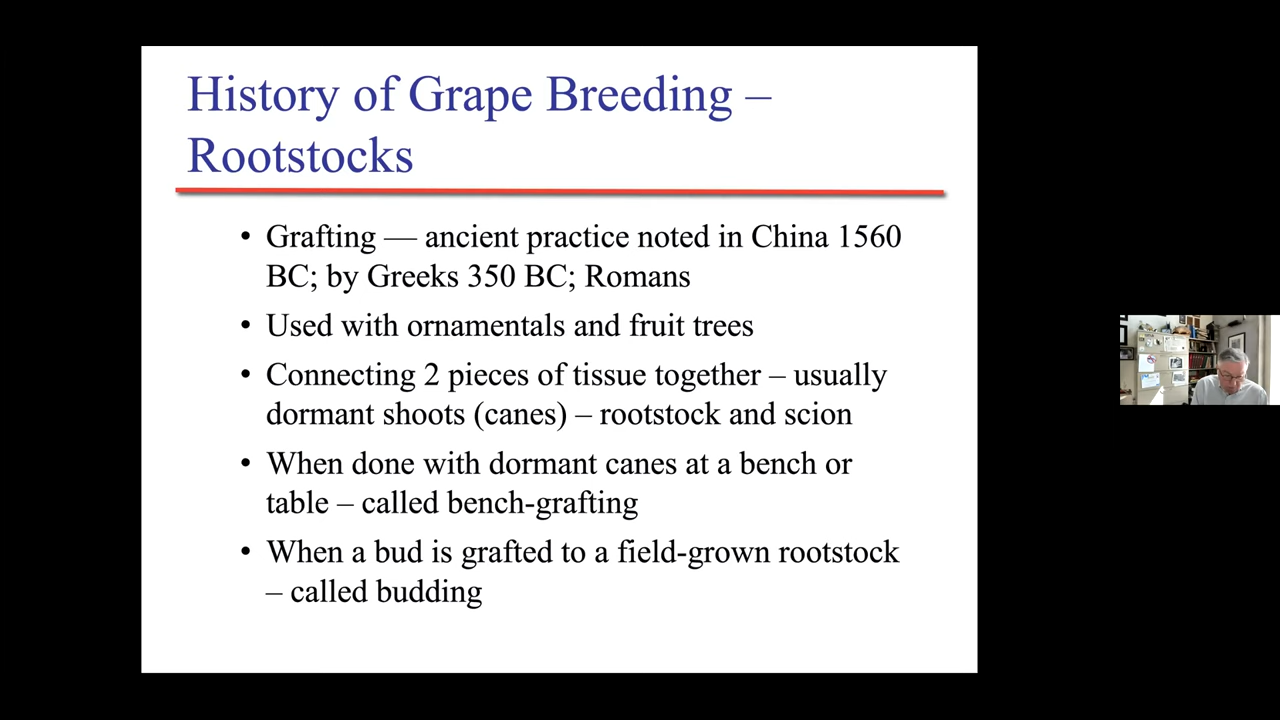 History of Grape Breeding –
Rootstocks
• Grafting — ancient practice noted in China 1560
BC; by Greeks 350 BC; Romans
• Used with ornamentals and fruit trees
• Connecting 2 pieces of tissue together – usually
dormant shoots (canes) – rootstock and scion
• When done with dormant canes at a bench or
table – called bench-grafting
• When a bud is grafted to a field-grown rootstock
– called budding